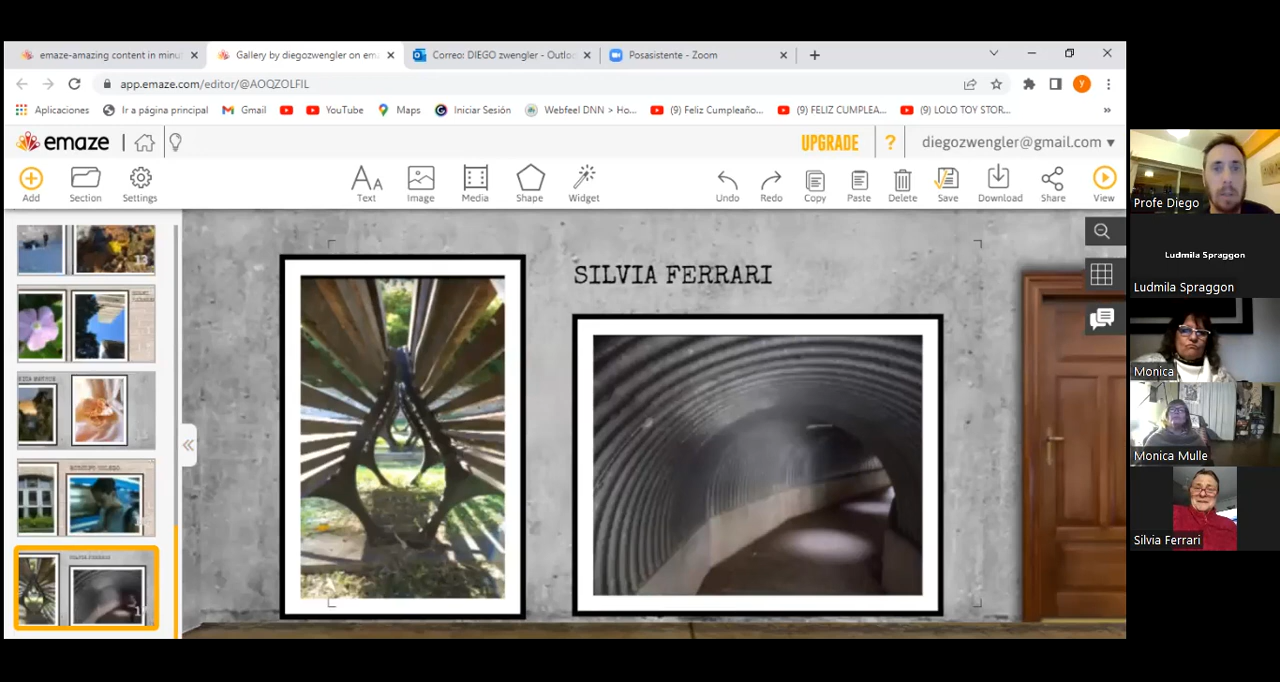 emaze-amazing content in minu
Gallery by diegozwengler on em
Correo: DIEGO zwengler - Outlo
Posasistente - Zoom
app.emaze.com/editor/@AOQZOLFIL
Aplicaciones
Ir a página principal
Gmail
YouTube
Maps
Iniciar Sesión
Webfeel DNN > Ho...
(9) Feliz Cumpleaño...
(9) FELIZ CUMPLEA...
(9) LOLO TOY STOR...
»
emaze
UPGRADE
?
diegozwengler@gmail.com
Add
Section
Settings
Text
Image
Media
Shape
Widget
Undo
Redo
Copy
Paste
Delete
Save
Download
Share
View
13
SILVIA FERRARI
SILVIA FERRARI
Profe Diego
Ludmila Spraggon
Ludmila Spraggon
Monica
Monica Mulle
Silvia Ferrari